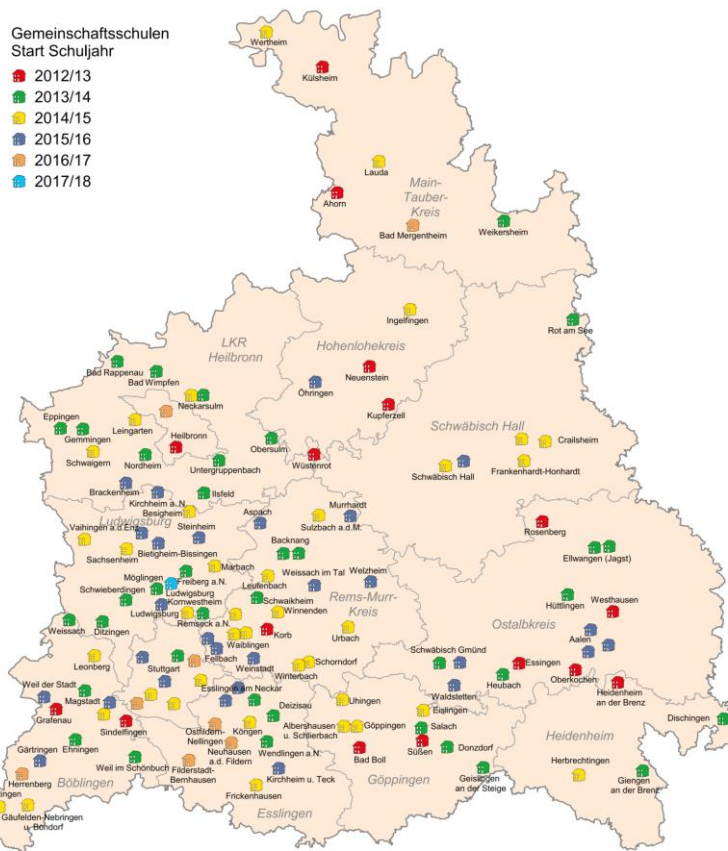 Gemeinschaftsschulen
Start Schuljahr
2012/13
2013/14
2014/15
2015/16
2016/17
2017/18
Wertheim
Külsheim
Lauda
Ahorn
Main-
Tauber-
Kreis
Bad Mergentheim
Weikersheim
Ingelfingen
Rot am See
LKR
Heilbronn
Hohenlohekreis
Bad Rappenau
Bad Wimpfen
Neuenstein
Öhringen
Neckarsulm
Kupferzell
Eppingen
Gemmingen
Leingarten
Heilbronn
Obersulm
Schwäbisch Hall
Crailsheim
Schwaigern
Nordheim
Untergruppenbach
Wüstenrot
Schwäbisch Hall
Frankenhardt-Honhardt
Brackenheim
Kirchheim a.N.
Ilsfeld
Besigheim
Murrhardt
Ludwigsburg
Vaihingen a.d.Enz
Steinheim
Aspach
Sulzbach a.d.M.
Rosenberg
Sachsenheim
Bietigheim-Bissingen
Backnang
Ellwangen (Jagst)
Marbach
Weissach im Tal
Welzheim
Möglingen
Freiberg a.N.
Leutenbach
Schwieberdingen
Ludwigsburg
Kornwestheim
Schwaikheim
Rems-Murr-
Kreis
Hüttlingen
Westhausen
Ludwigsburg
Remseck a.N.
Winnenden
Weissach
Ditzingen
Waiblingen
Korb
Urbach
Ostalbkreis
Aalen
Leonberg
Stuttgart
Fellbach
Weinstadt
Winterbach
Schorndorf
Schwäbisch Gmünd
Essingen
Oberkochen
Heubach
Waldstetten
Heidenheim
an der Brenz
Weil der Stadt
Magstadt
Esslingen am Neckar
Deizisau
Uhingen
Eislingen
Grafenau
Sindelfingen
Ostfildern-
Nellingen
Köngen
Albershausen
u. Schlierbach
Göppingen
Salach
Dischingen
Gärtringen
Ehningen
Neuhausen
a.d. Fildern
Wendlingen a.N.
Bad Boll
Süßen
Donzdorf
Heidenheim
Herrenberg
Weil im Schönbuch
Filderstadt-
Bernhausen
Kirchheim u. Teck
Göppingen
Geislingen
an der Steige
Herbrechtingen
Giengen
an der Brenz
Böblingen
Frickenhausen
Esslingen
Gäufelden-Nebringen
u. Bondorf